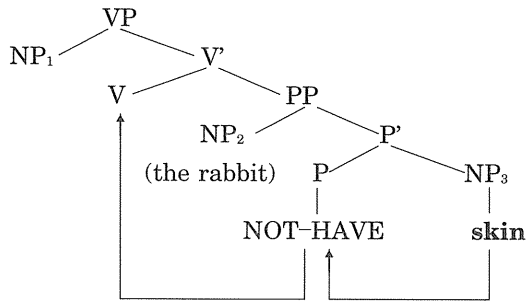 VP
NP₁ V'
V PP
NP₂ P'
(the rabbit) P NP₃
NOT-HAVE skin